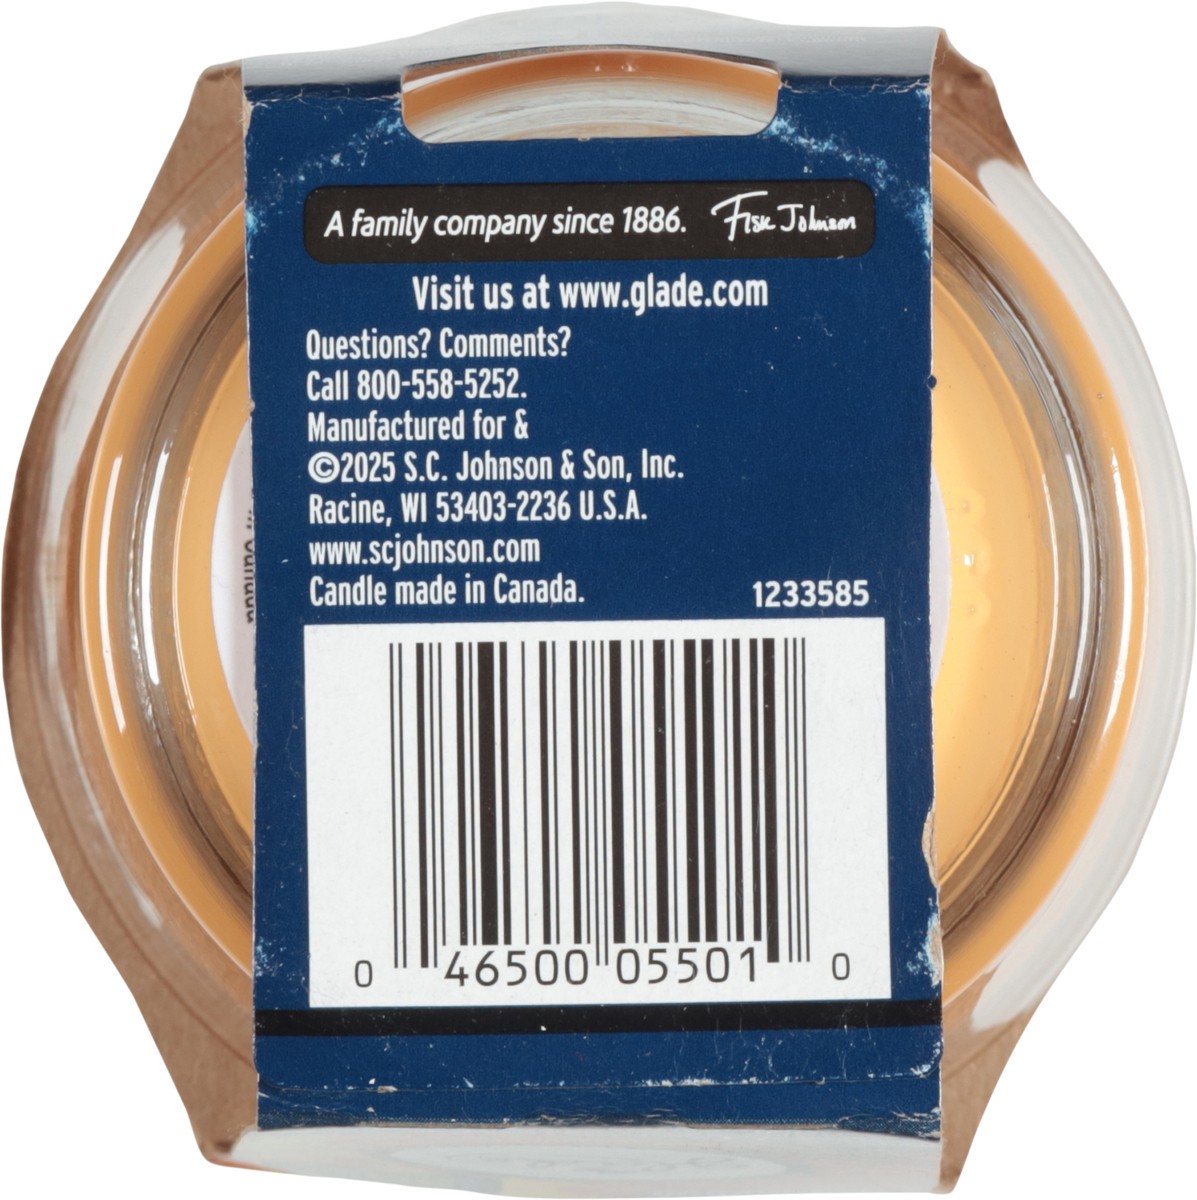 A family company since 1886. Fisk Johnson
Visit us at www.glade.com
Questions? Comments?
Call 800-558-5252.
Manufactured for &
©2025 S.C. Johnson & Son, Inc.
Racine, WI 53403-2236 U.S.A.
www.scjohnson.com
Candle made in Canada. 1233585
0 46500 05501 0